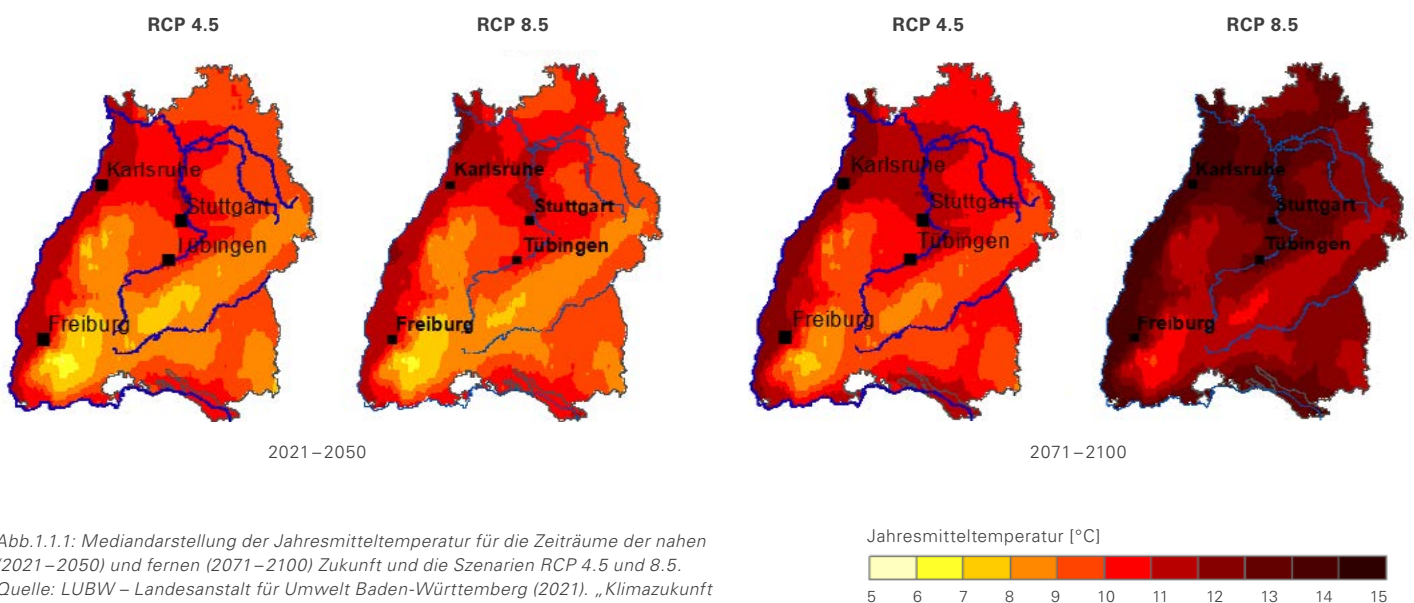 RCP 4.5
RCP 8.5
RCP 4.5
RCP 8.5
Karlsruhe
Stuttgart
Tübingen
Freiburg
Karlsruhe
Stuttgart
Tübingen
Freiburg
Karlsruhe
Stuttgart
Tübingen
Freiburg
Karlsruhe
Stuttgart
Tübingen
Freiburg
2021–2050
2071–2100
Abb.1.1.1: Mediandarstellung der Jahresmitteltemperatur für die Zeiträume der nahen
(2021–2050) und fernen (2071–2100) Zukunft und die Szenarien RCP 4.5 und 8.5.
Quelle: LUBW – Landesanstalt für Umwelt Baden-Württemberg (2021). „Klimazukunft
Jahresmitteltemperatur [°C]
5 6 7 8 9 10 11 12 13 14 15